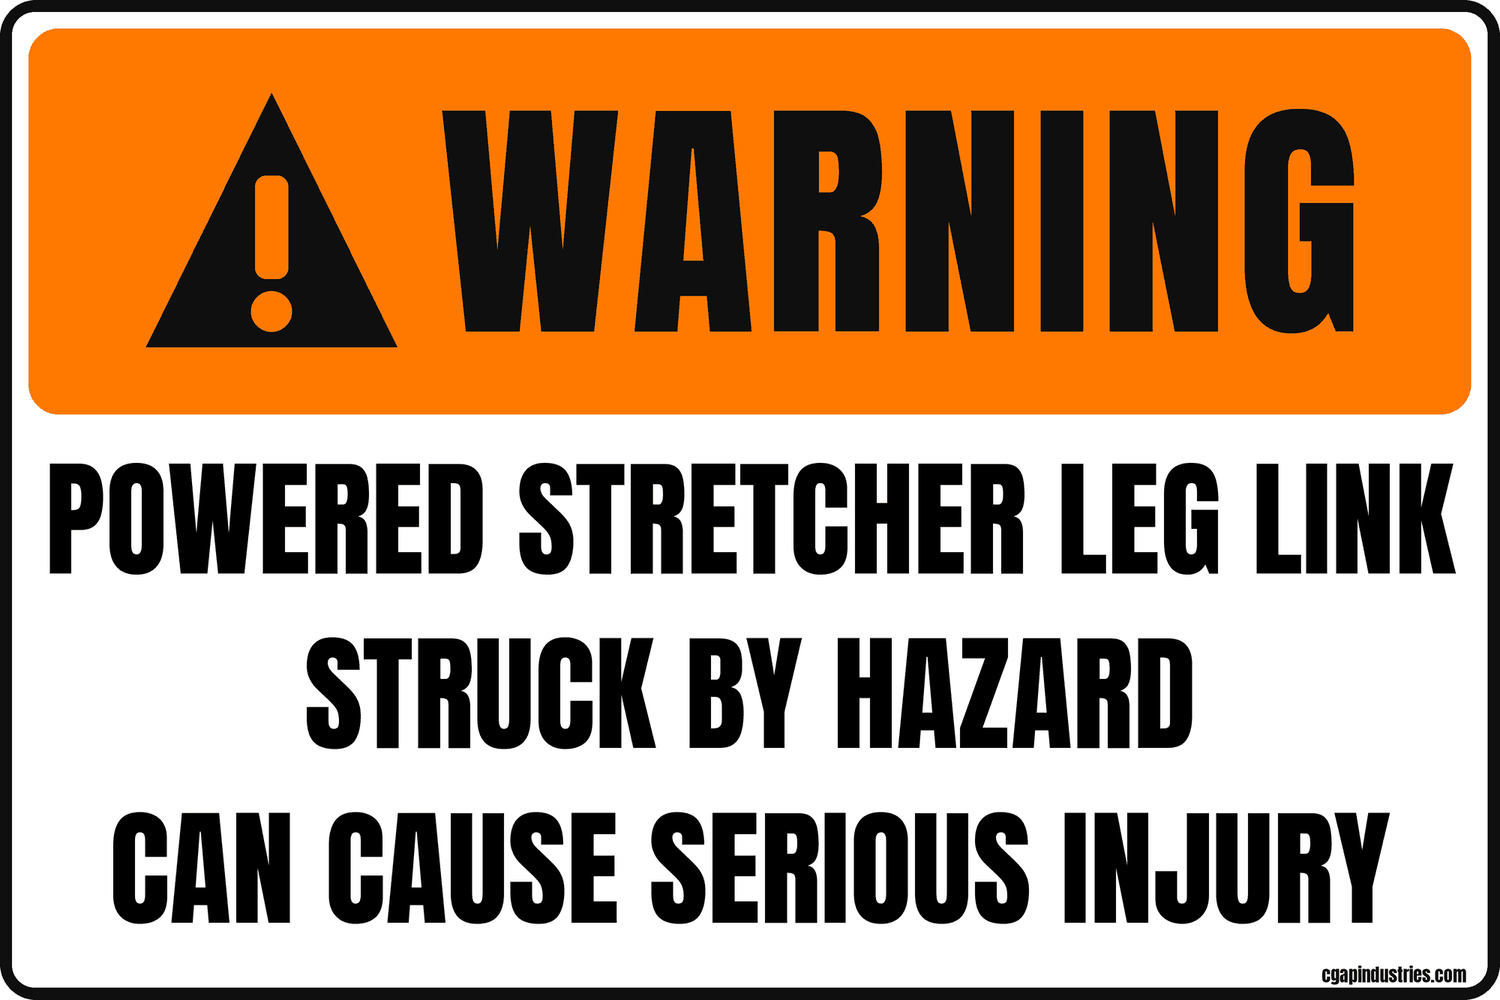 WARNING
POWERED STRETCHER LEG LINK
STRUCK BY HAZARD
CAN CAUSE SERIOUS INJURY
cgapindustries.com